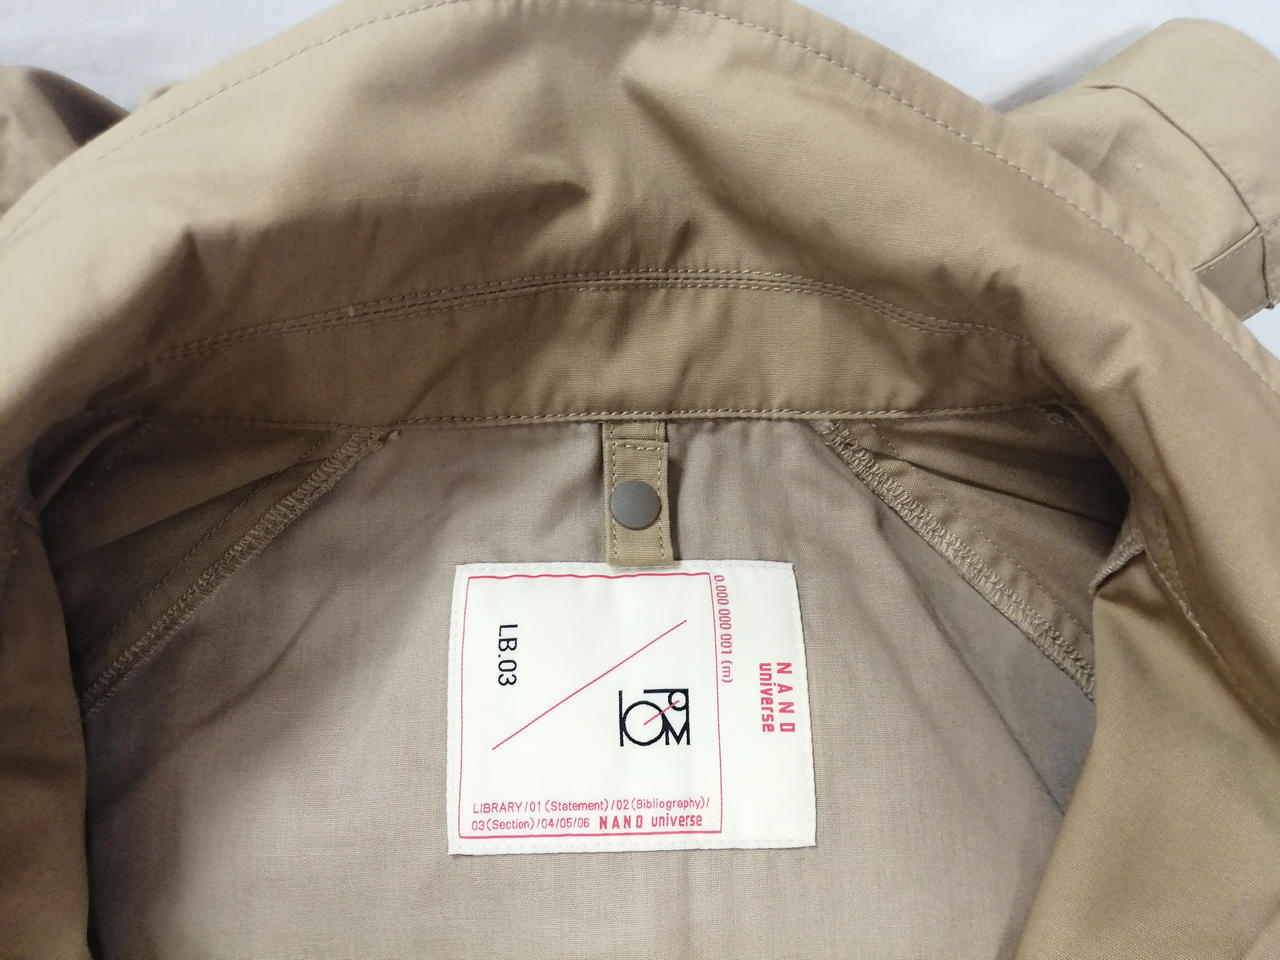 LB.03
0.000 000 001 (m)
NANO
universe
LIBRARY/01(Statement)/02(Bibliography)/
03(Section)/04/05/06 NANO universe